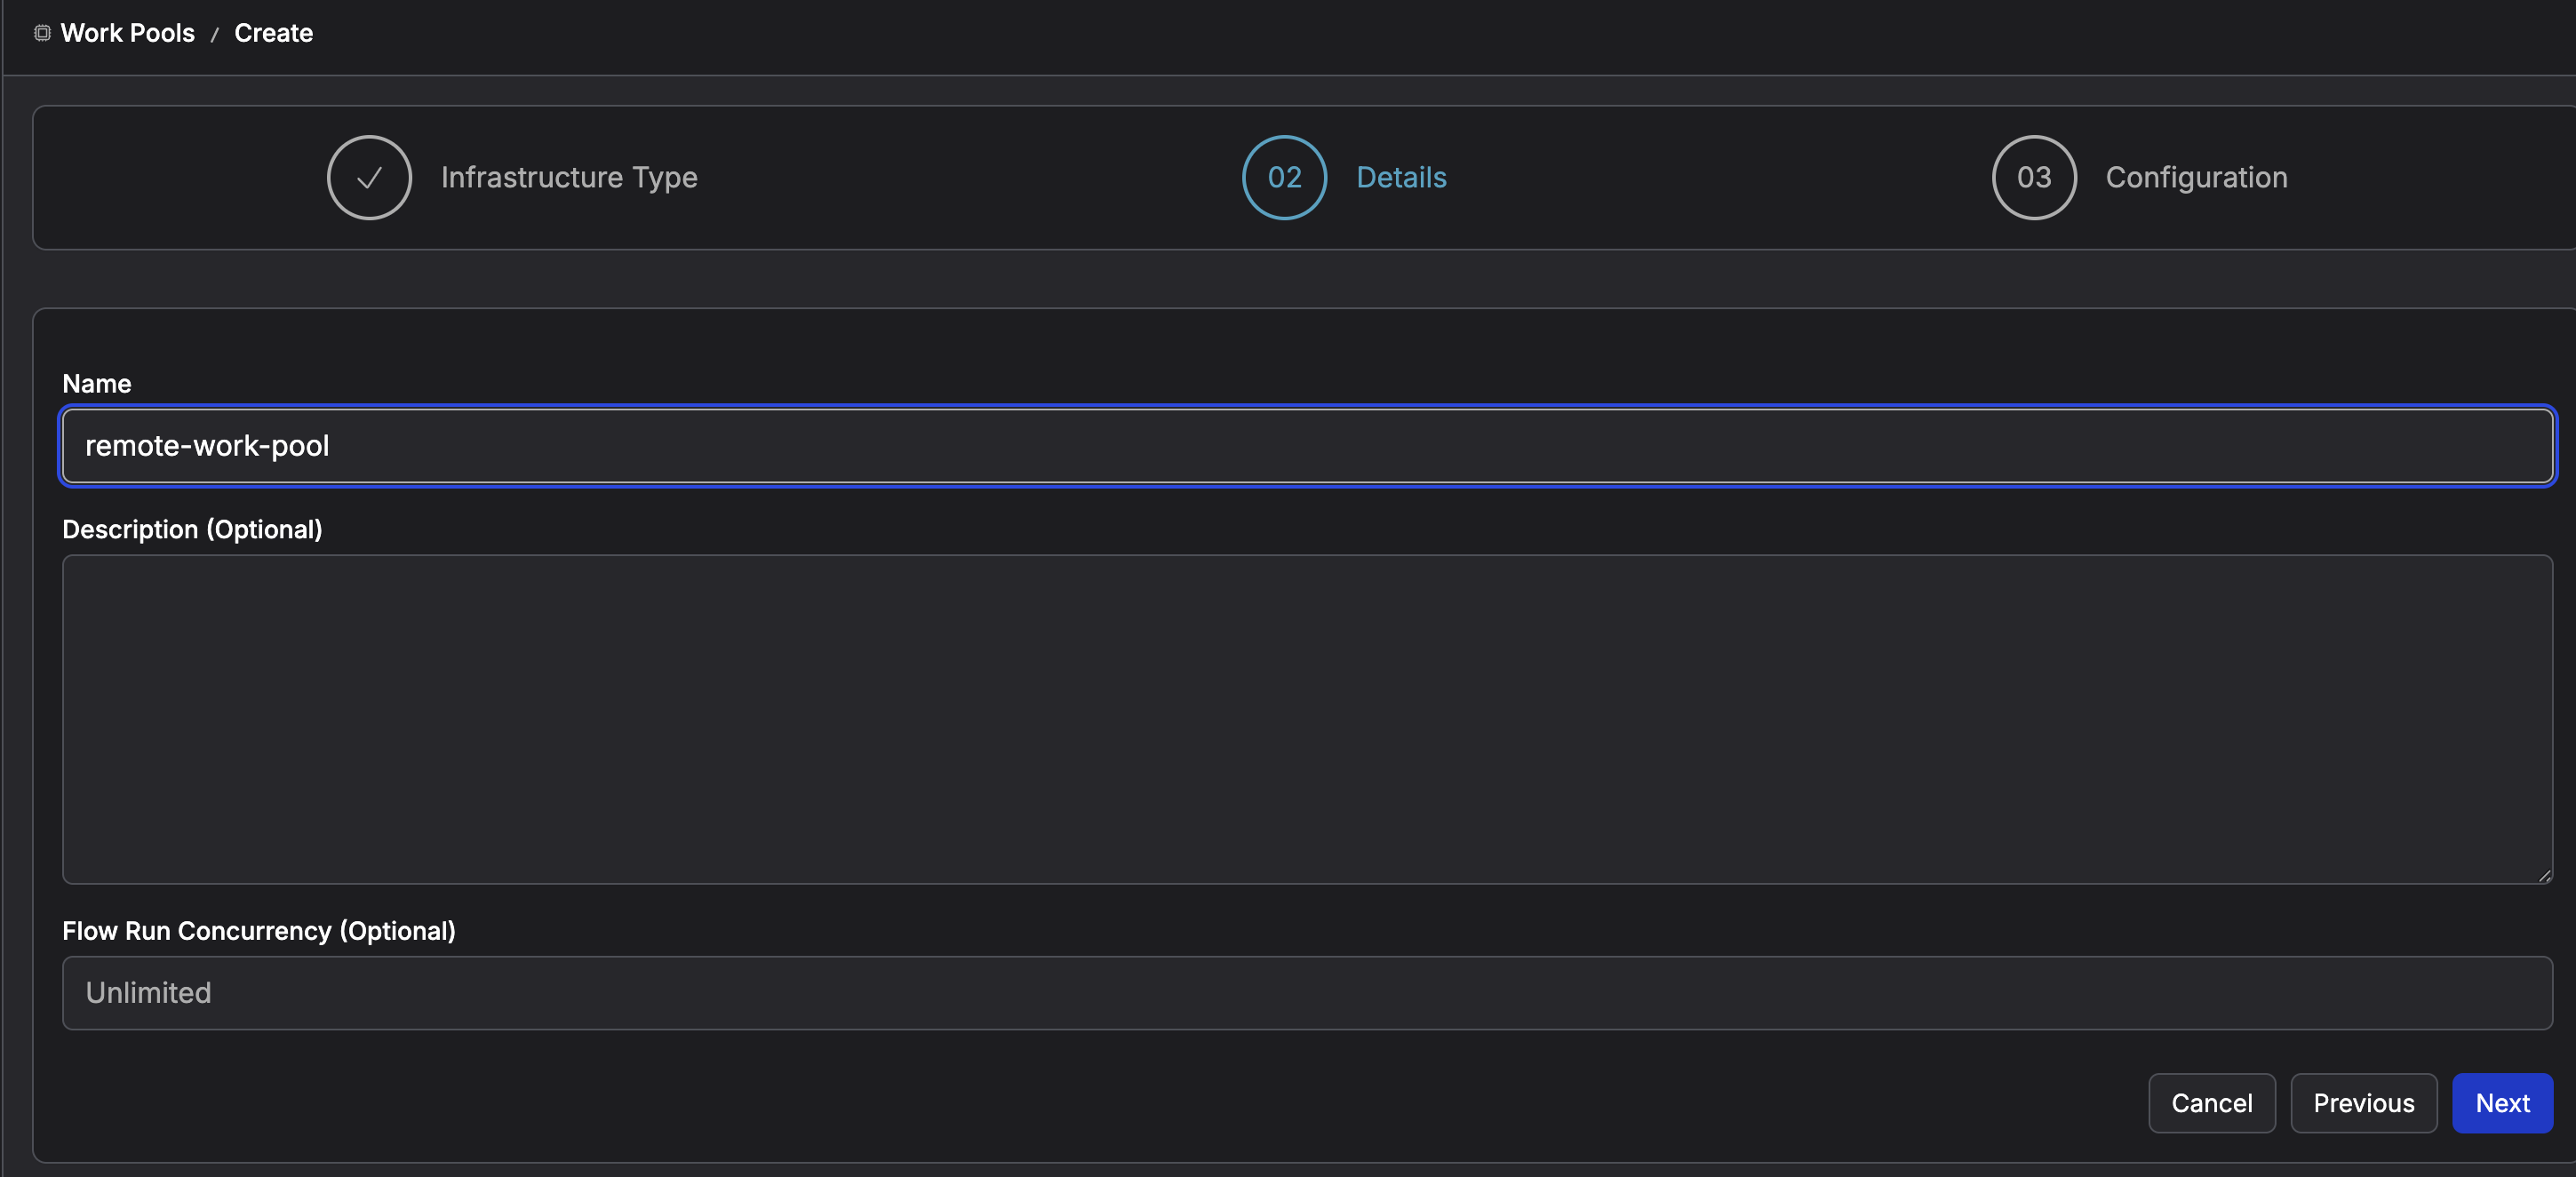 Work Pools / Create
Infrastructure Type
02 Details
03 Configuration
Name
remote-work-pool
Description (Optional)
Flow Run Concurrency (Optional)
Unlimited
Cancel Previous Next